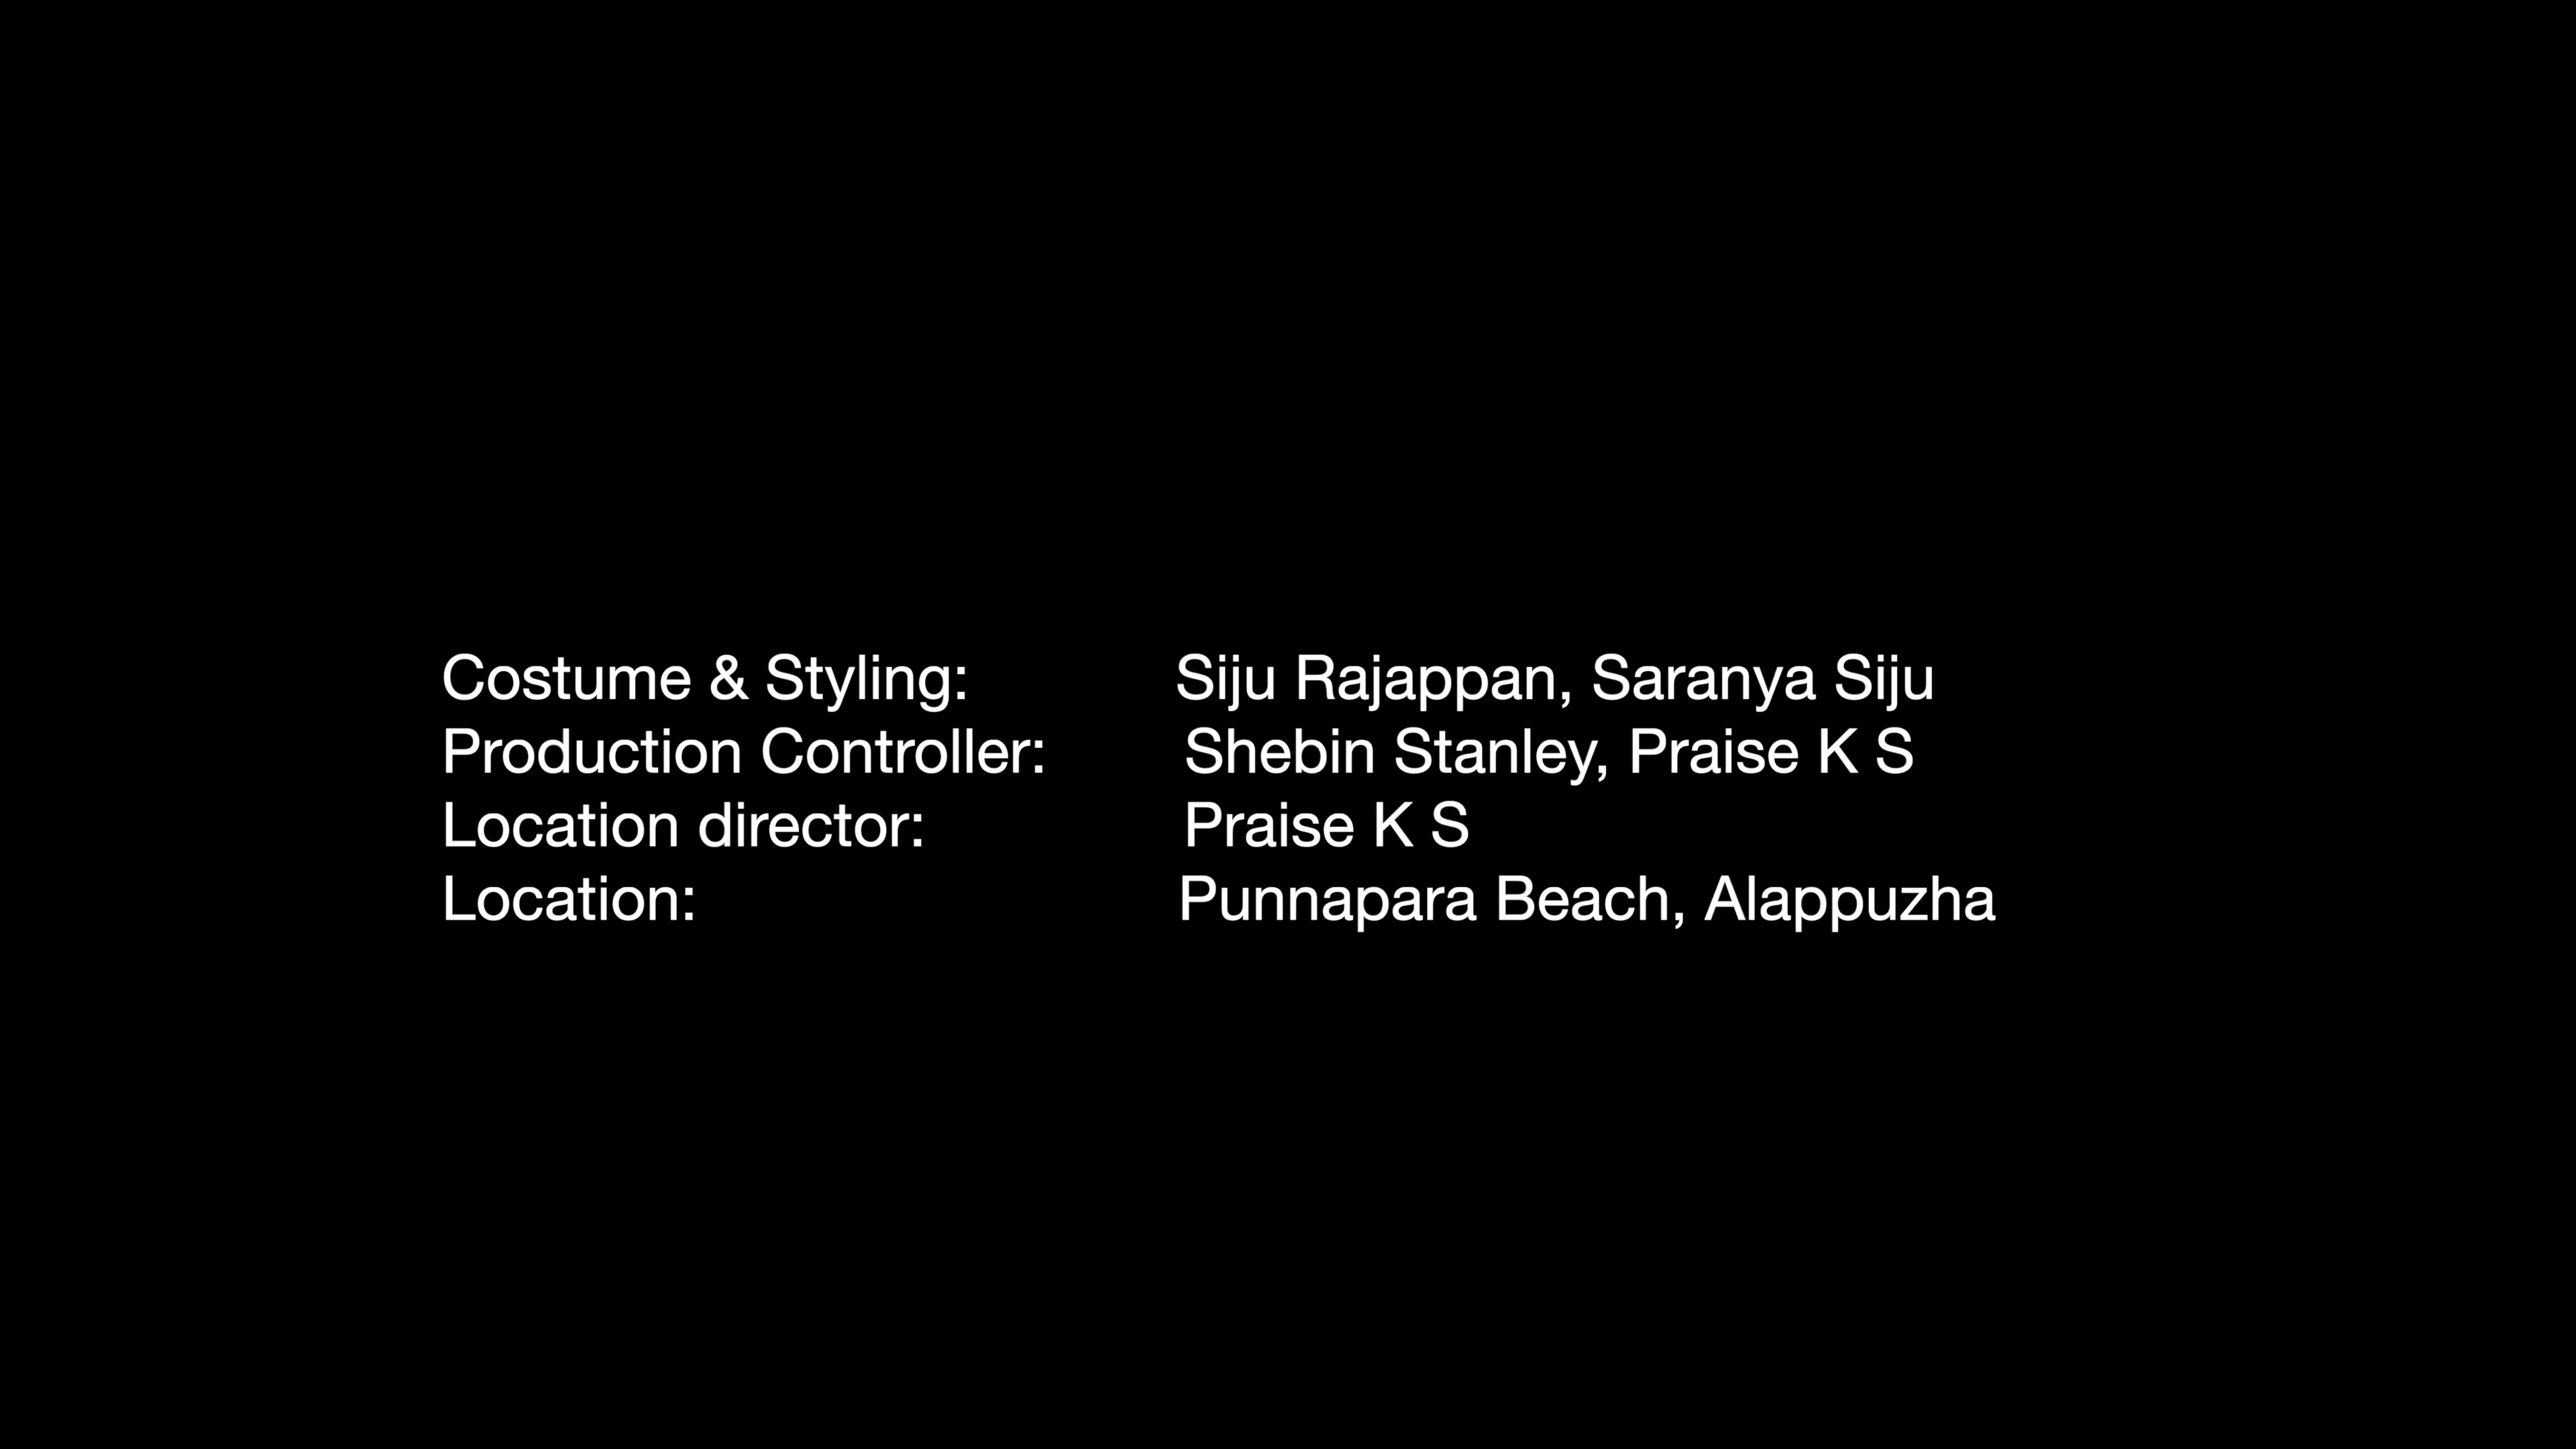 Costume & Styling: Siju Rajappan, Saranya Siju
Production Controller: Shebin Stanley, Praise K S
Location director: Praise K S
Location: Punnapara Beach, Alappuzha